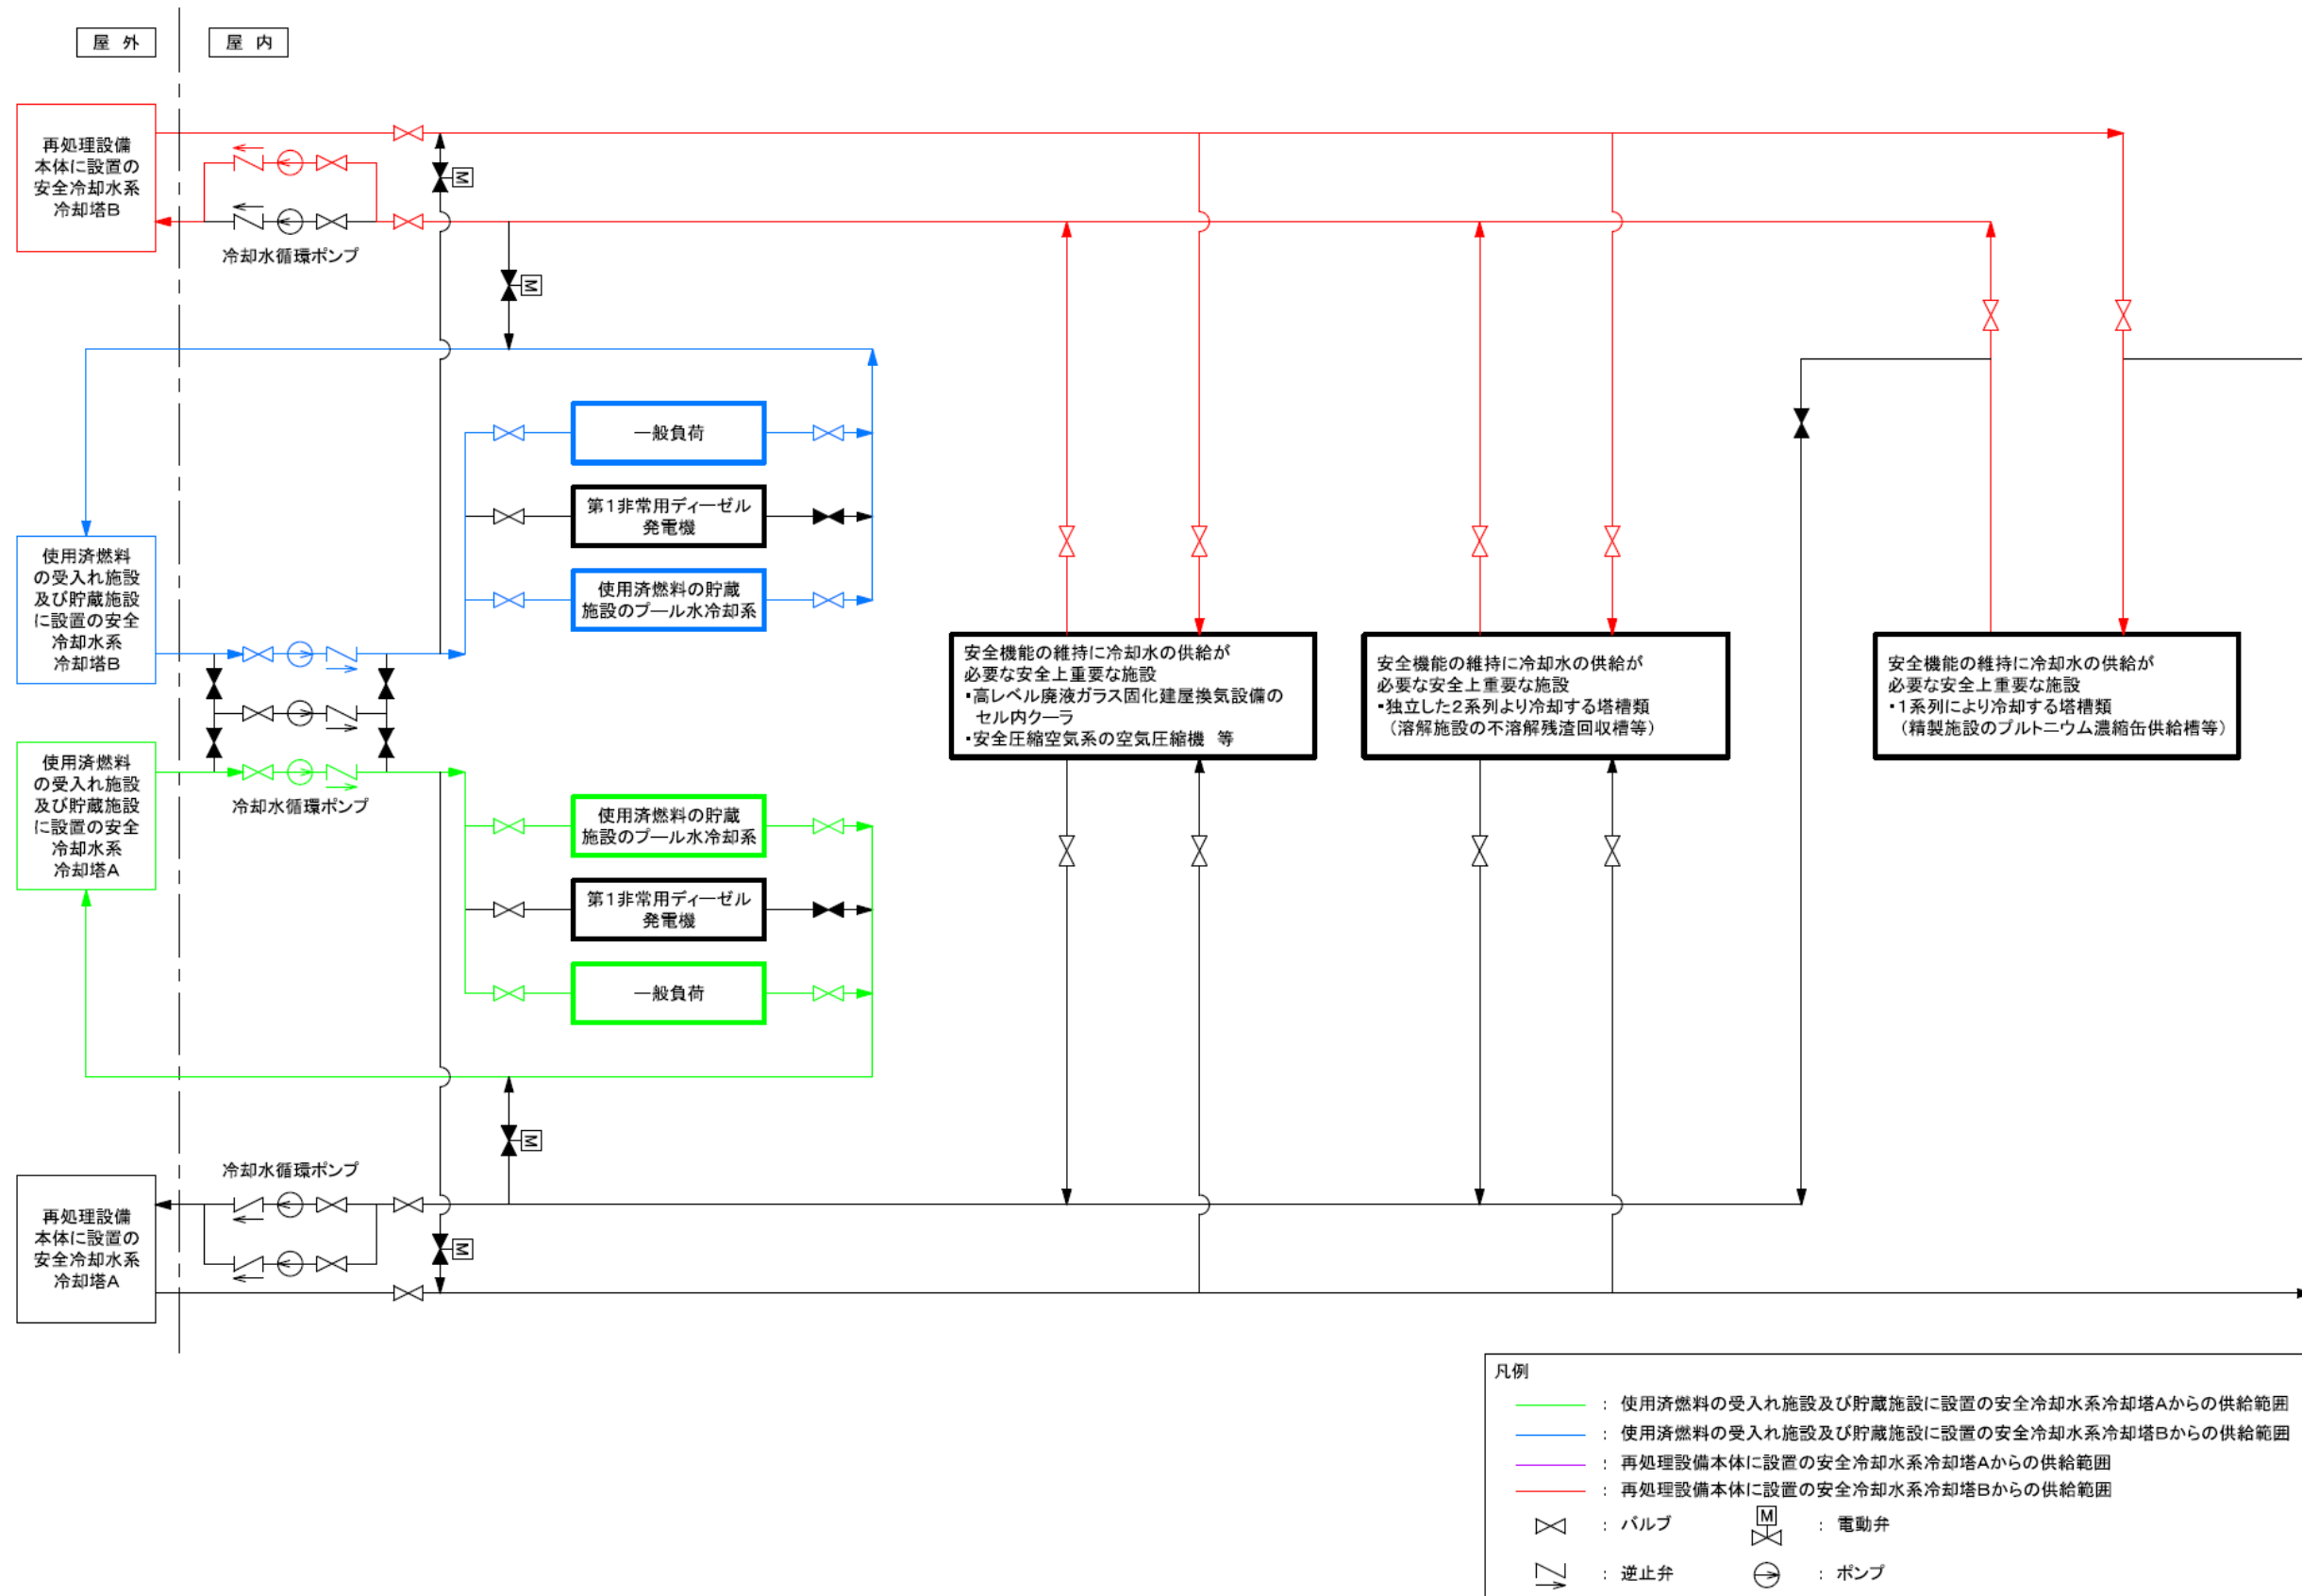 屋 外
屋 内
再処理設備
本体に設置の
安全冷却水系
冷却塔B
冷却水循環ポンプ
M
M
一般負荷
第1非常用ディーゼル
発電機
使用済燃料の貯蔵
施設のプール水冷却系
使用済燃料
の受入れ施設
及び貯蔵施設
に設置の安全
冷却水系
冷却塔B
安全機能の維持に冷却水の供給が
必要な安全上重要な施設
・高レベル廃液ガラス固化建屋換気設備の
セル内クーラ
・安全圧縮空気系の空気圧縮機 等
安全機能の維持に冷却水の供給が
必要な安全上重要な施設
・独立した2系列より冷却する塔槽類
（溶解施設の不溶解残渣回収槽等）
安全機能の維持に冷却水の供給が
必要な安全上重要な施設
・1系列により冷却する塔槽類
（精製施設のプルトニウム濃縮缶供給槽等）
使用済燃料
の受入れ施設
及び貯蔵施設
に設置の安全
冷却水系
冷却塔A
冷却水循環ポンプ
使用済燃料の貯蔵
施設のプール水冷却系
第1非常用ディーゼル
発電機
一般負荷
M
冷却水循環ポンプ
再処理設備
本体に設置の
安全冷却水系
冷却塔A
M
凡例
： 使用済燃料の受入れ施設及び貯蔵施設に設置の安全冷却水系冷却塔Aからの供給範囲
： 使用済燃料の受入れ施設及び貯蔵施設に設置の安全冷却水系冷却塔Bからの供給範囲
： 再処理設備本体に設置の安全冷却水系冷却塔Aからの供給範囲
： 再処理設備本体に設置の安全冷却水系冷却塔Bからの供給範囲
： バルブ
M ： 電動弁
： 逆止弁
： ポンプ